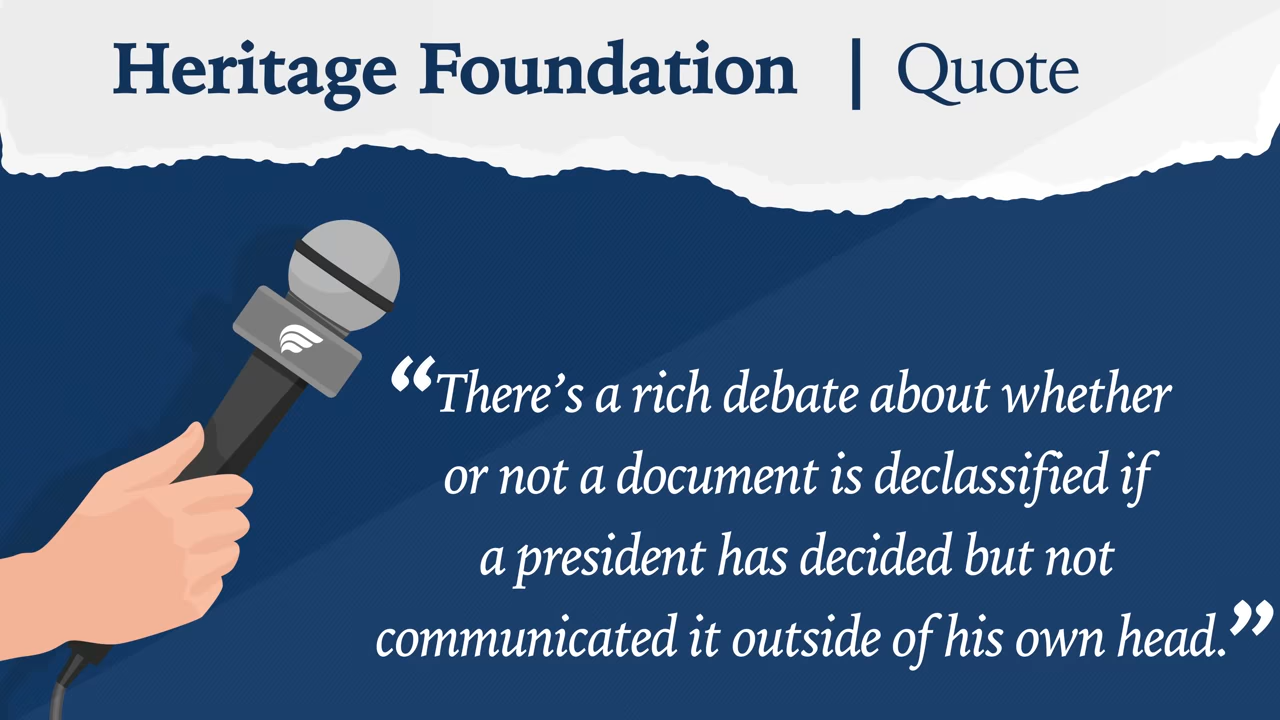 Heritage Foundation | Quote
“There’s a rich debate about whether
or not a document is declassified if
a president has decided but not
communicated it outside of his own head.”